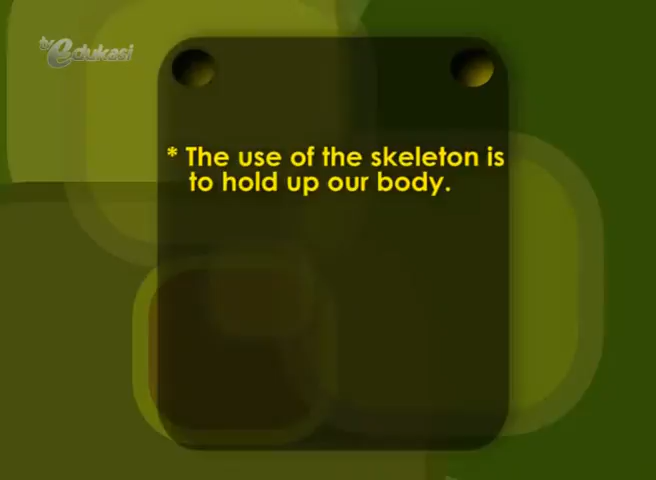 tv edukasi
* The use of the skeleton is
to hold up our body.